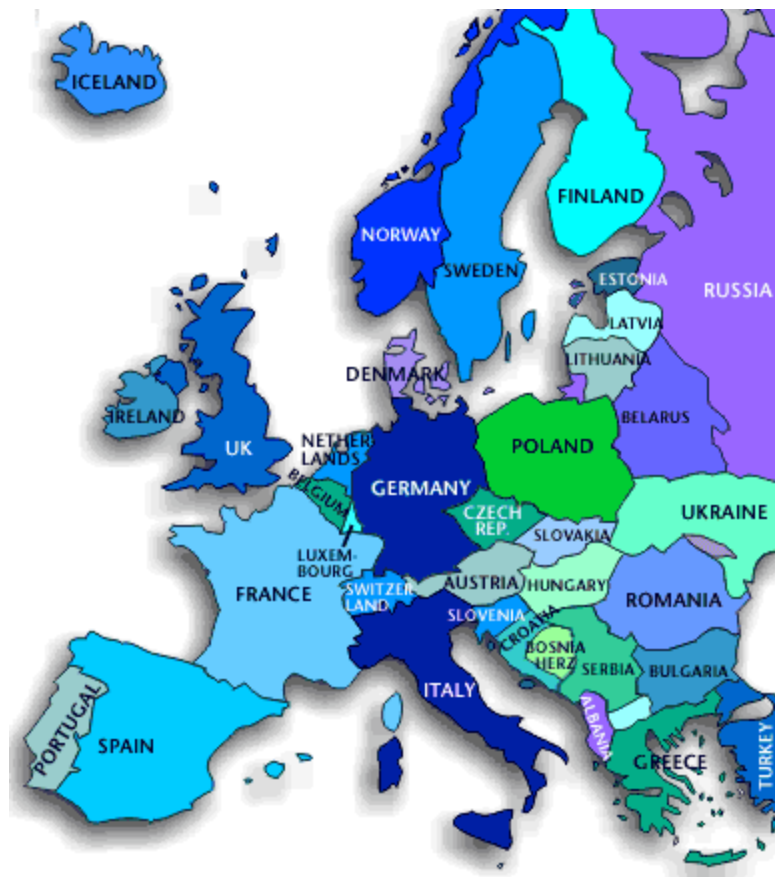 ICELAND
FINLAND
NORWAY
SWEDEN
ESTONIA
RUSSIA
LATVIA
LITHUANIA
DENMARK
IRELAND
BELARUS
UK
NETHER
LANDS
POLAND
GERMANY
BELGIUM
CZECH
REP.
UKRAINE
SLOVAKIA
LUXEM-
BOURG
FRANCE
SWITZER
LAND
AUSTRIA
HUNGARY
ROMANIA
SLOVENIA
CROATIA
BOSNIA
HERZ
SERBIA
BULGARIA
ITALY
PORTUGAL
SPAIN
ALBANIA
GREECE
TURKEY